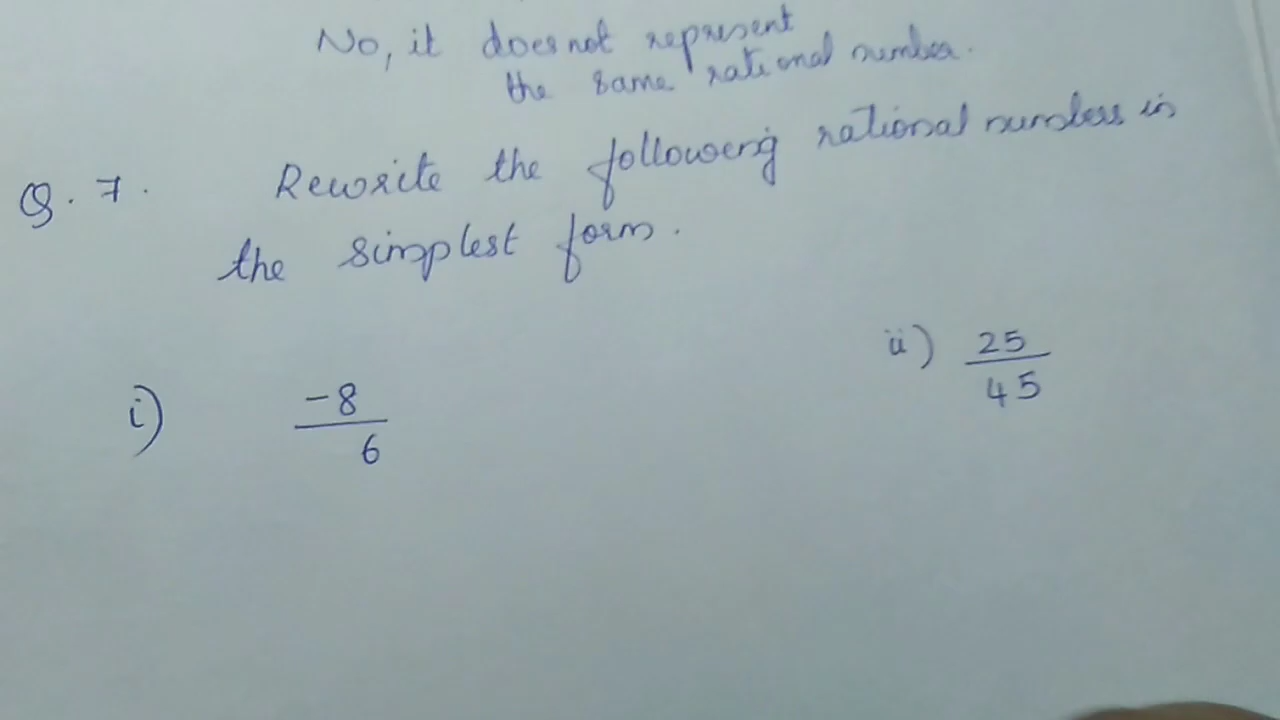 No, it does not represent
the same rational number.
Q. 7. Rewrite the following rational numbers in
the simplest form.
i) -8/6 ii) 25/45